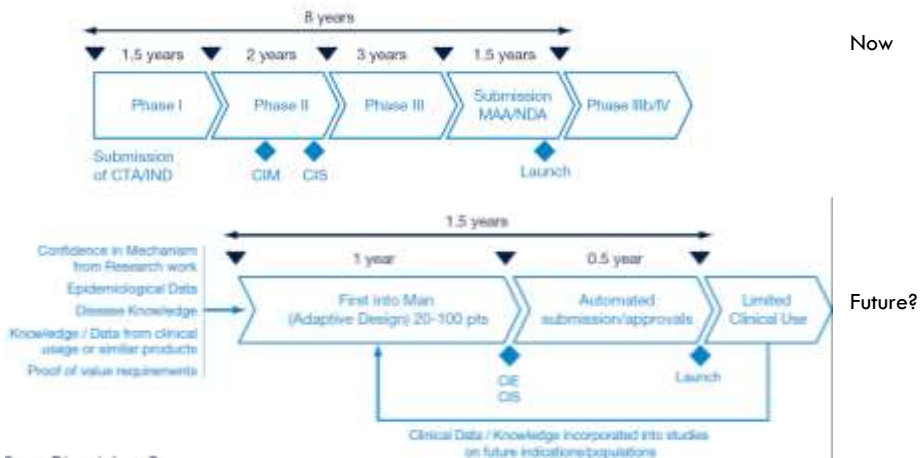 8 years
Now
1.5 years
2 years
3 years
1.5 years
Phase I
Phase II
Phase III
Submission
MAA/NDA
Phase IIIb/IV
Submission
of CTA/IND
CIM
CIS
Launch
1.5 years
Confidence in Mechanism
from Research work
Epidemiological Data
Disease Knowledge
Knowledge / Data from clinical
usage or similar products
Proof of value requirements
1 year
0.5 year
First into Man
(Adaptive Design) 20-100 pts
Automated
submission/approvals
Limited
Clinical Use
Future?
CIE
CIS
Launch
Clinical Data / Knowledge incorporated into studies
on future indications/populations